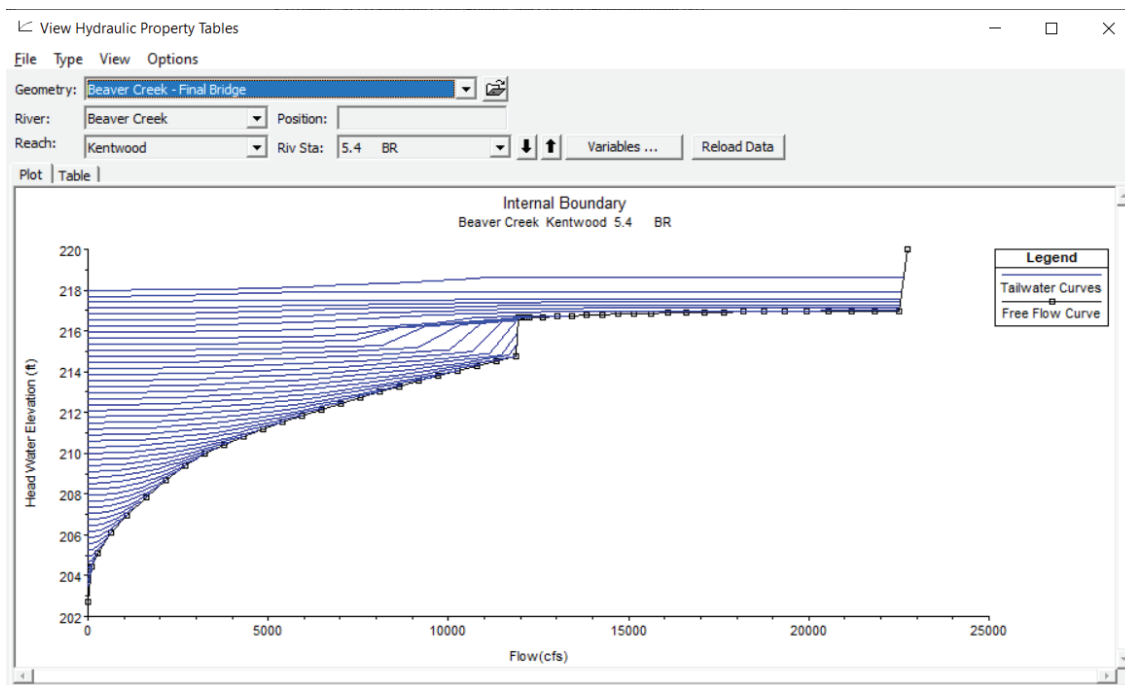 View Hydraulic Property Tables
File Type View Options
Geometry: Beaver Creek - Final Bridge
River: Beaver Creek Position:
Reach: Kentwood Riv Sta: 5.4 BR Variables ... Reload Data
Plot Table
Internal Boundary
Beaver Creek Kentwood 5.4 BR
220
218
216
214
212
210
208
206
204
202
Head Water Elevation (ft)
0 5000 10000 15000 20000 25000
Flow(cfs)
Legend
Tailwater Curves
Free Flow Curve